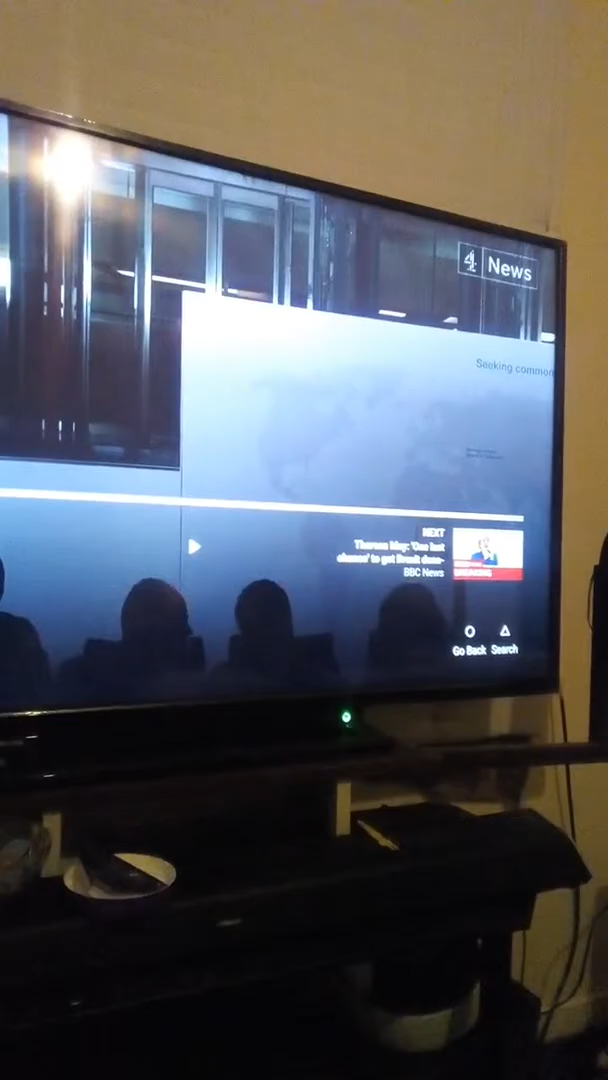 4 News
Seeking common
NEXT
Theresa May: 'One last
chance' to get Brexit done-
BBC News
BREAKING
Go Back Search